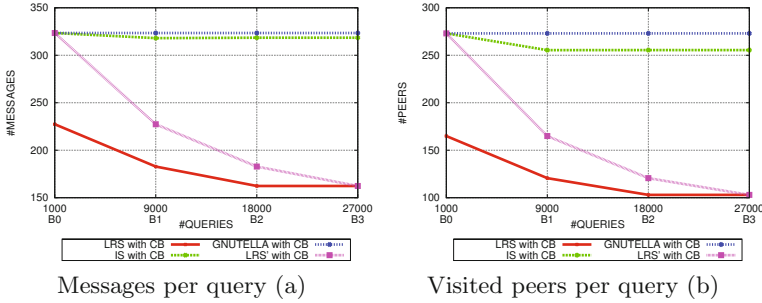 350
300
250
200
150
100
#MESSAGES
1000 9000 18000 27000
B0 B1 B2 B3
#QUERIES
LRS with CB GNUTELLA with CB
IS with CB LRS' with CB
Messages per query (a)
300
250
200
150
100
#PEERS
1000 9000 18000 27000
B0 B1 B2 B3
#QUERIES
LRS with CB GNUTELLA with CB
IS with CB LRS' with CB
Visited peers per query (b)